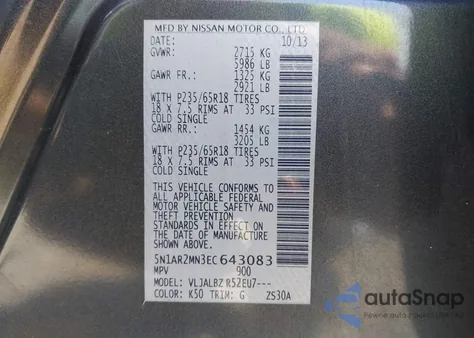 MFD BY NISSAN MOTOR CO., LTD.
DATE: 10/13
GVWR: 2715 KG
5986 LB
GAWR FR.: 1325 KG
2921 LB
WITH P235/65R18 TIRES
18 X 7.5 RIMS AT 33 PSI
COLD SINGLE
GAWR RR.: 1454 KG
3205 LB
WITH P235/65R18 TIRES
18 X 7.5 RIMS AT 33 PSI
COLD SINGLE
THIS VEHICLE CONFORMS TO
ALL APPLICABLE FEDERAL
MOTOR VEHICLE SAFETY AND
THEFT PREVENTION
STANDARDS IN EFFECT ON
THE DATE OF MANUFACTURE
SHOWN ABOVE.
5N1AR2MN3EC643083
MPV 900
MODEL: VLJALBZ R52EU7---
COLOR: K50 TRIM: G ZS30A
autoSnap